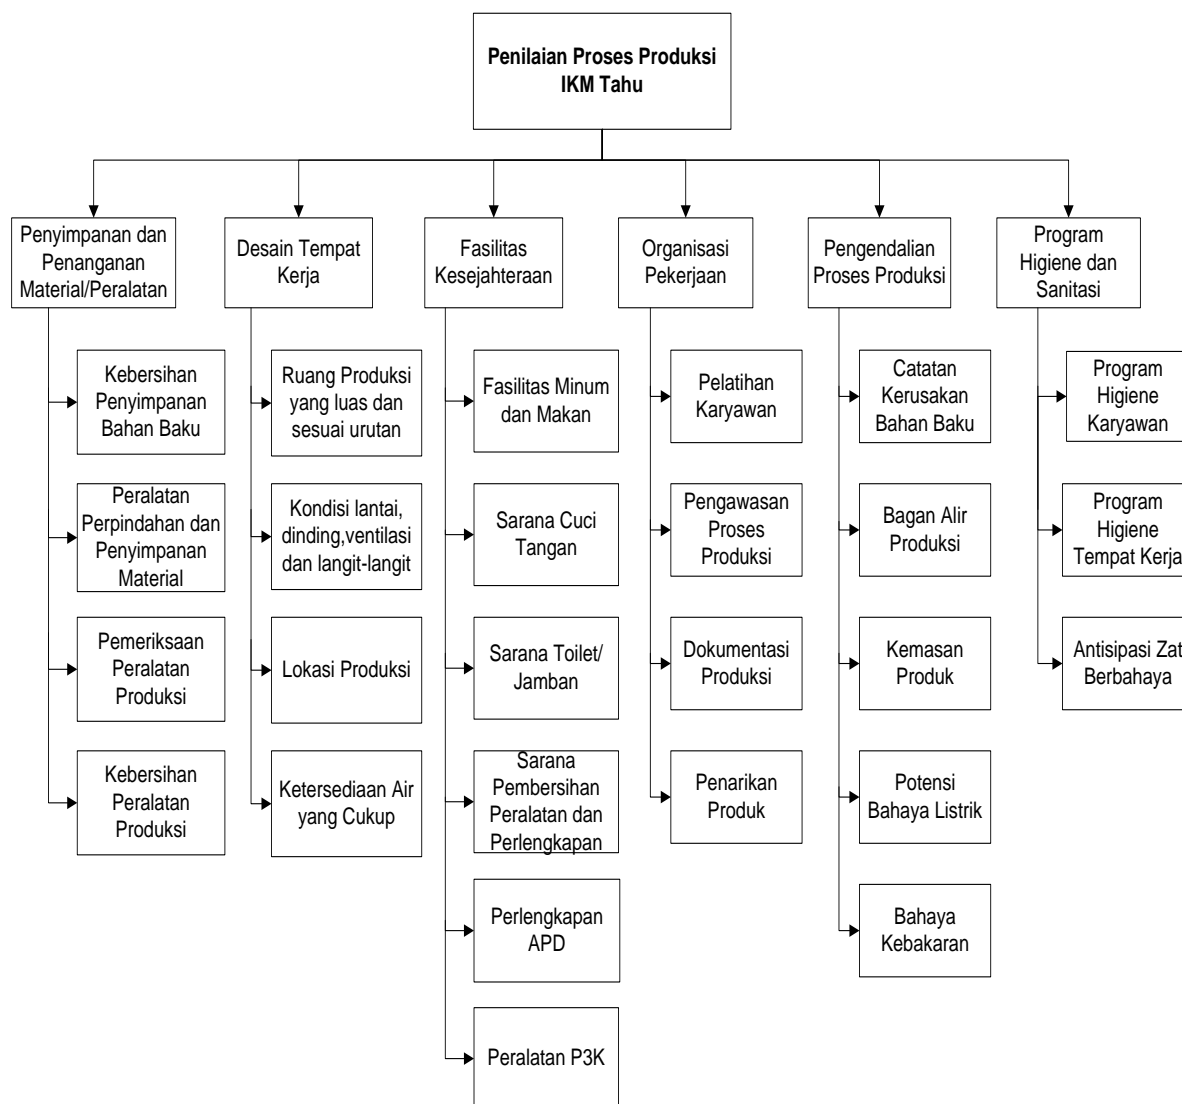 Penilaian Proses Produksi
IKM Tahu
Penyimpanan dan
Penanganan
Material/Peralatan
Desain Tempat
Kerja
Fasilitas
Kesejahteraan
Organisasi
Pekerjaan
Pengendalian
Proses Produksi
Program
Higiene dan
Sanitasi
Kebersihan
Penyimpanan
Bahan Baku
Peralatan
Perpindahan dan
Penyimpanan
Material
Pemeriksaan
Peralatan
Produksi
Kebersihan
Peralatan
Produksi
Ruang Produksi
yang luas dan
sesuai urutan
Kondisi lantai,
dinding,ventilasi
dan langit-langit
Lokasi Produksi
Ketersediaan Air
yang Cukup
Fasilitas Minum
dan Makan
Sarana Cuci
Tangan
Sarana Toilet/
Jamban
Sarana
Pembersihan
Peralatan dan
Perlengkapan
Perlengkapan
APD
Peralatan P3K
Pelatihan
Karyawan
Pengawasan
Proses
Produksi
Dokumentasi
Produksi
Penarikan
Produk
Catatan
Kerusakan
Bahan Baku
Bagan Alir
Produksi
Kemasan
Produk
Potensi
Bahaya Listrik
Bahaya
Kebakaran
Program
Higiene
Karyawan
Program
Higiene
Tempat Kerja
Antisipasi Zat
Berbahaya